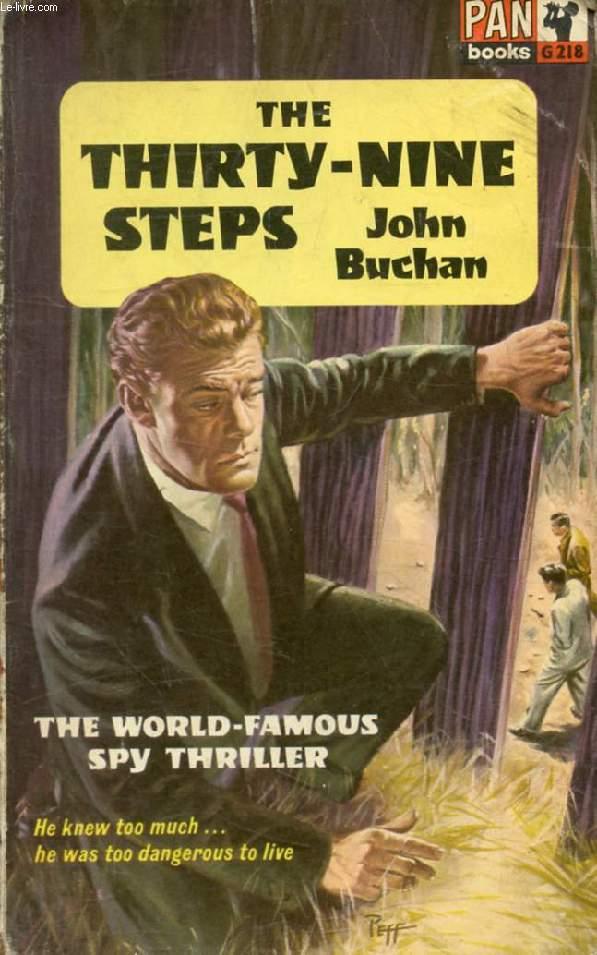 Le-livre.com
PAN
books G218
THE
THIRTY-NINE
STEPS John
Buchan
THE WORLD-FAMOUS
SPY THRILLER
He knew too much...
he was too dangerous to live
PEFF